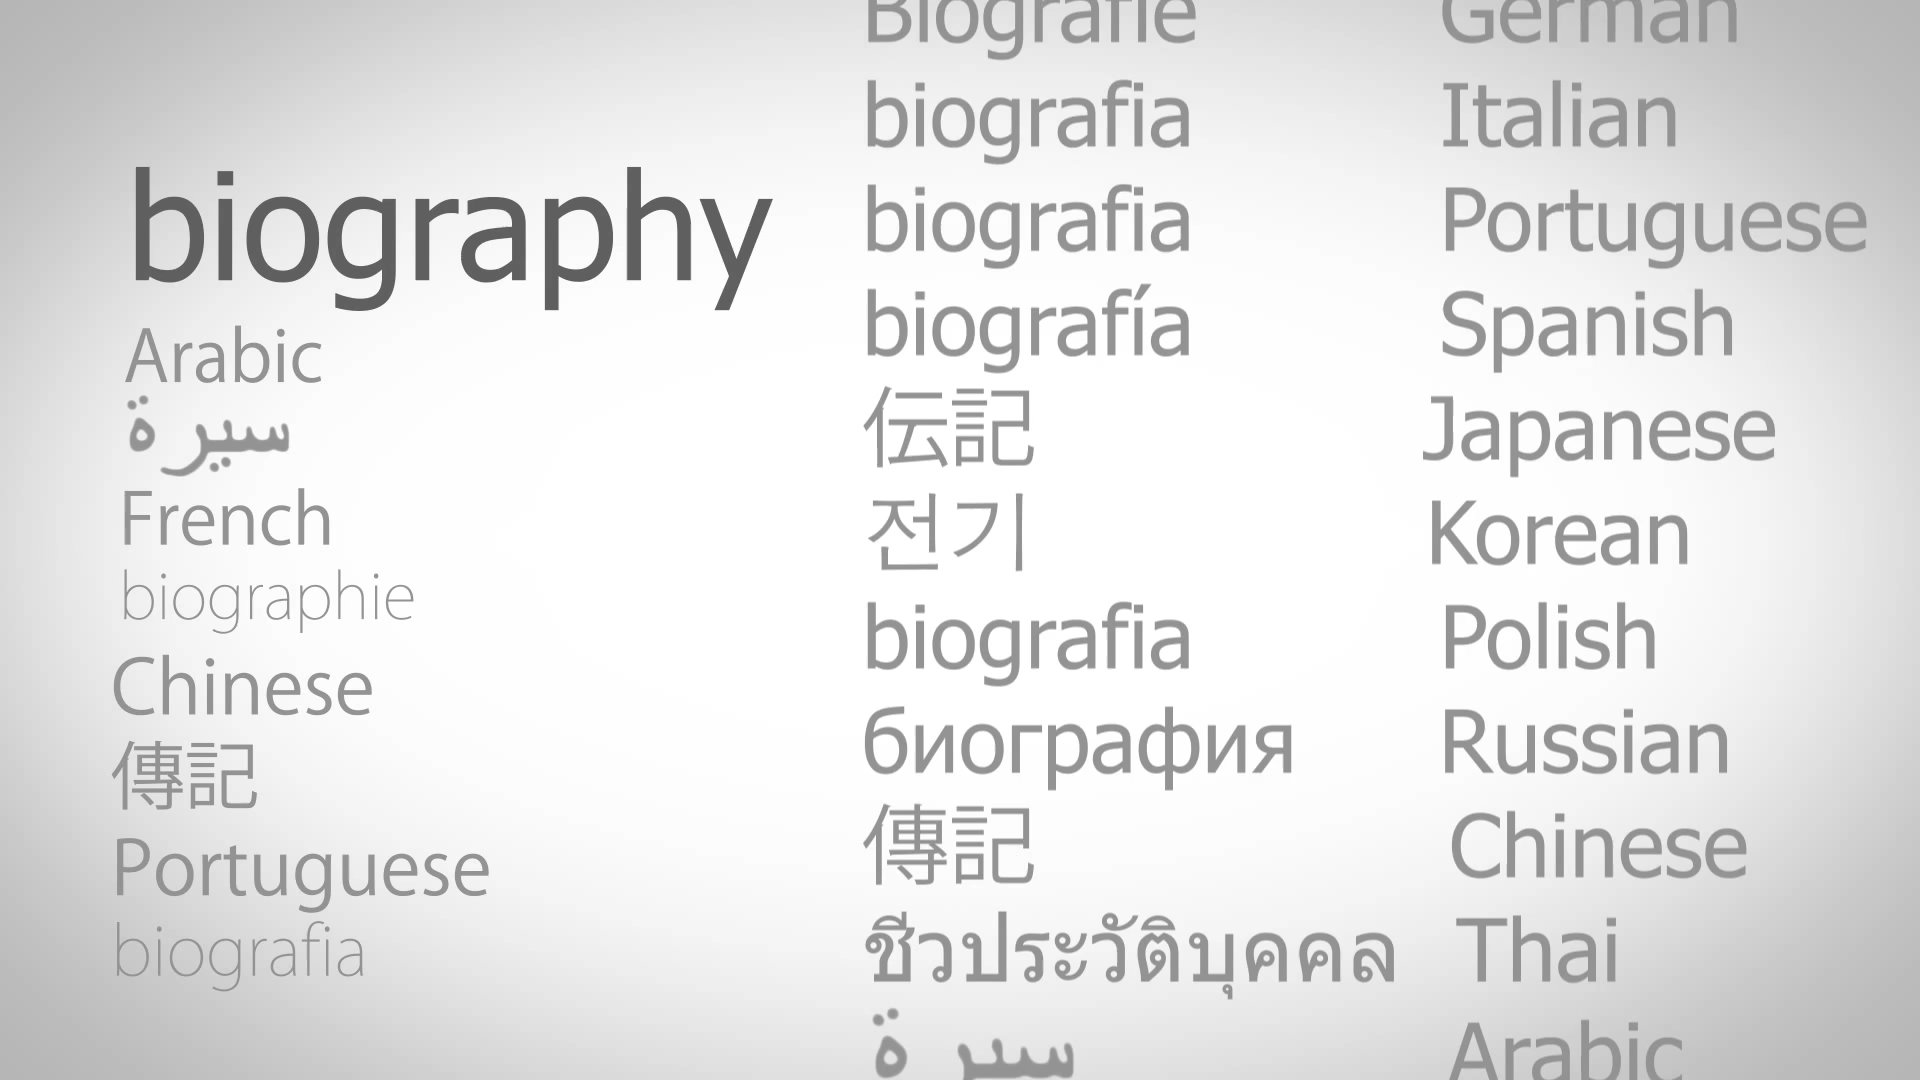 biography
Arabic
سيرة
French
biographie
Chinese
傳記
Portuguese
biografia
Biografie German
biografia Italian
biografia Portuguese
biografía Spanish
伝記 Japanese
전기 Korean
biografia Polish
биография Russian
傳記 Chinese
ชีวประวัติบุคคล Thai
سيرة Arabic